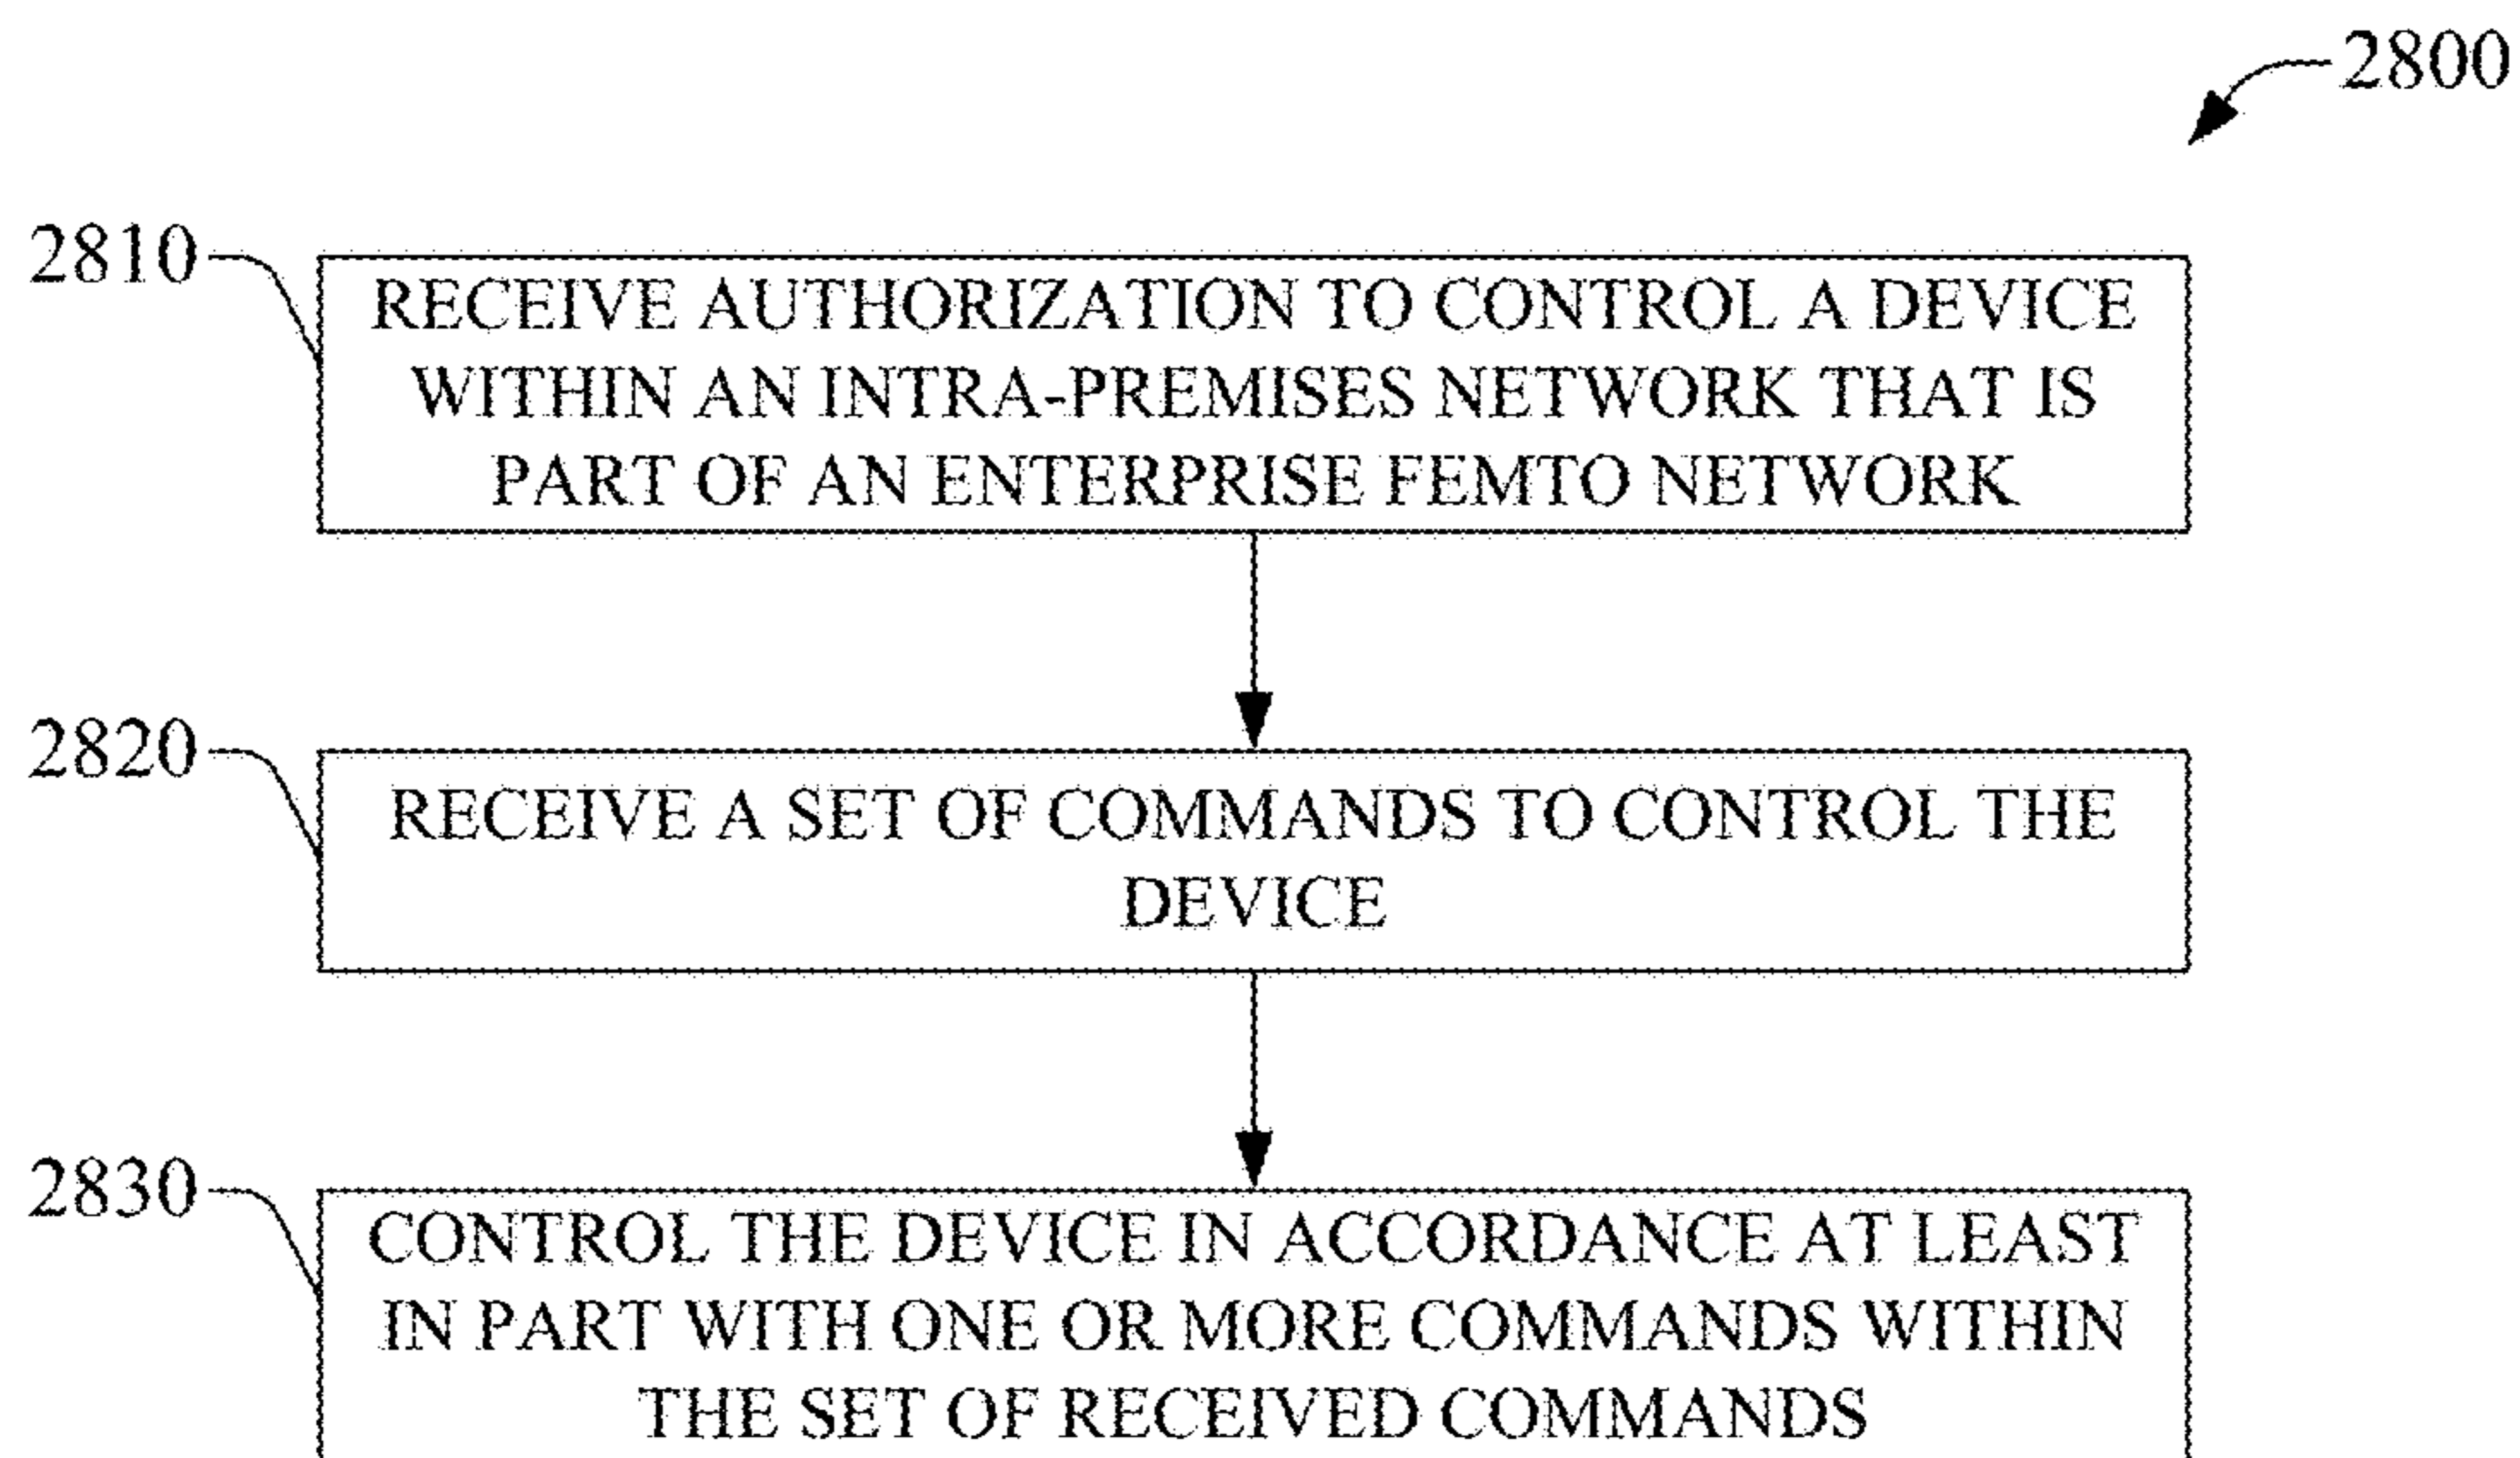 2800
2810
RECEIVE AUTHORIZATION TO CONTROL A DEVICE
WITHIN AN INTRA-PREMISES NETWORK THAT IS
PART OF AN ENTERPRISE FEMTO NETWORK
2820
RECEIVE A SET OF COMMANDS TO CONTROL THE
DEVICE
2830
CONTROL THE DEVICE IN ACCORDANCE AT LEAST
IN PART WITH ONE OR MORE COMMANDS WITHIN
THE SET OF RECEIVED COMMANDS